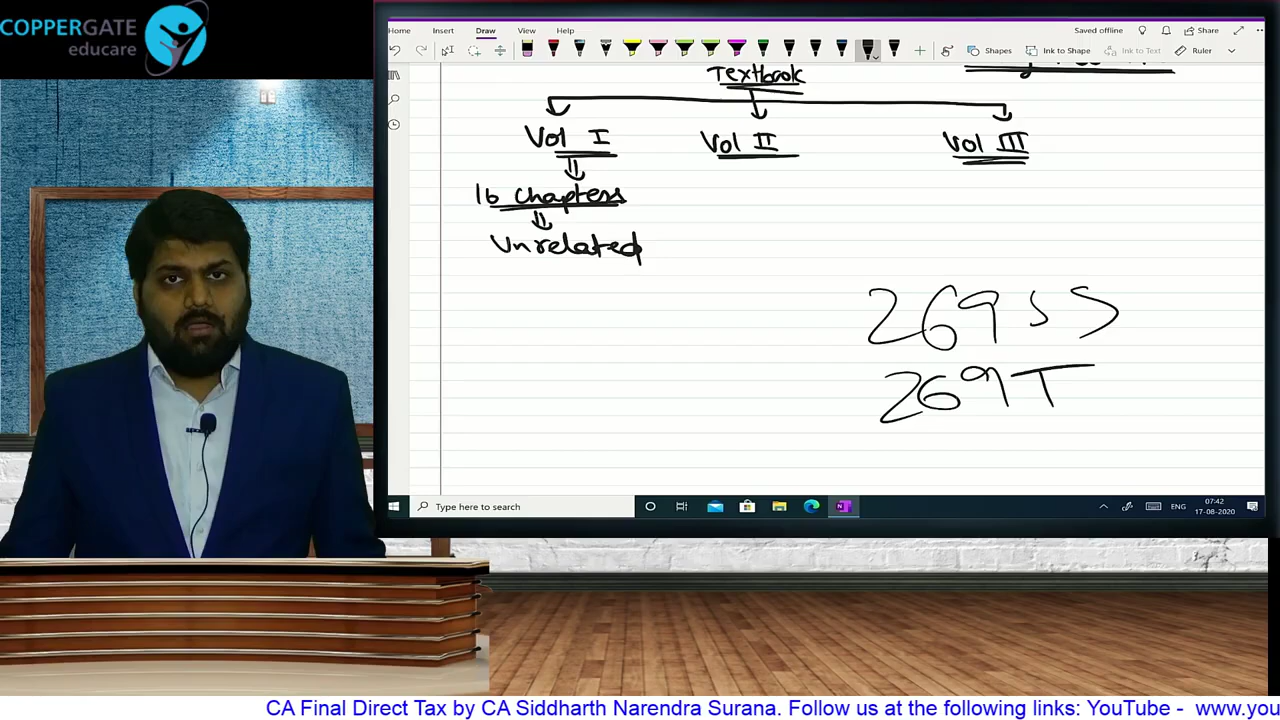 COPPERGATE
educare
Home Insert Draw View Help
Saved offline Share
Shapes Ink to Shape Ink to Text Ruler
Textbook
Vol I Vol II Vol III
16 Chapters
Unrelated
269SS
269T
Type here to search
ENG
07:42
17-08-2020
CA Final Direct Tax by CA Siddharth Narendra Surana. Follow us at the following links: YouTube - www.you